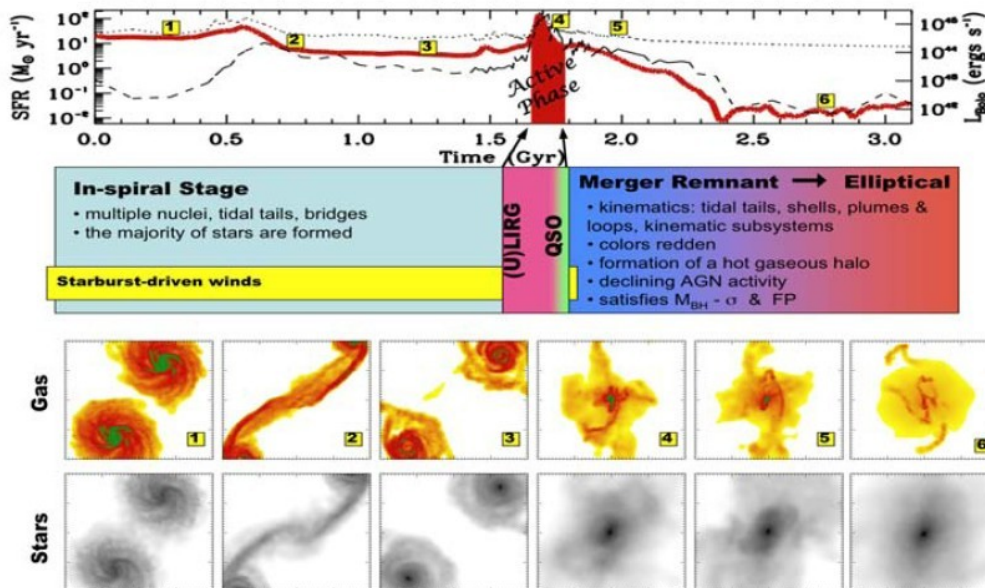 SFR (M⊙ yr⁻¹)
10¹
10⁰
10⁻¹
10⁻²
1
2
3
4
5
6
Active
Phase
L_Bolo (ergs s⁻¹)
10⁴⁴
0.0 0.5 1.0 1.5 2.0 2.5 3.0
Time (Gyr)
In-spiral Stage
• multiple nuclei, tidal tails, bridges
• the majority of stars are formed
Starburst-driven winds
(U)LIRG
QSO
Merger Remnant → Elliptical
• kinematics: tidal tails, shells, plumes &
loops, kinematic subsystems
• colors redden
• formation of a hot gaseous halo
• declining AGN activity
• satisfies M_BH - σ & FP
Gas
1 2 3 4 5 6
Stars